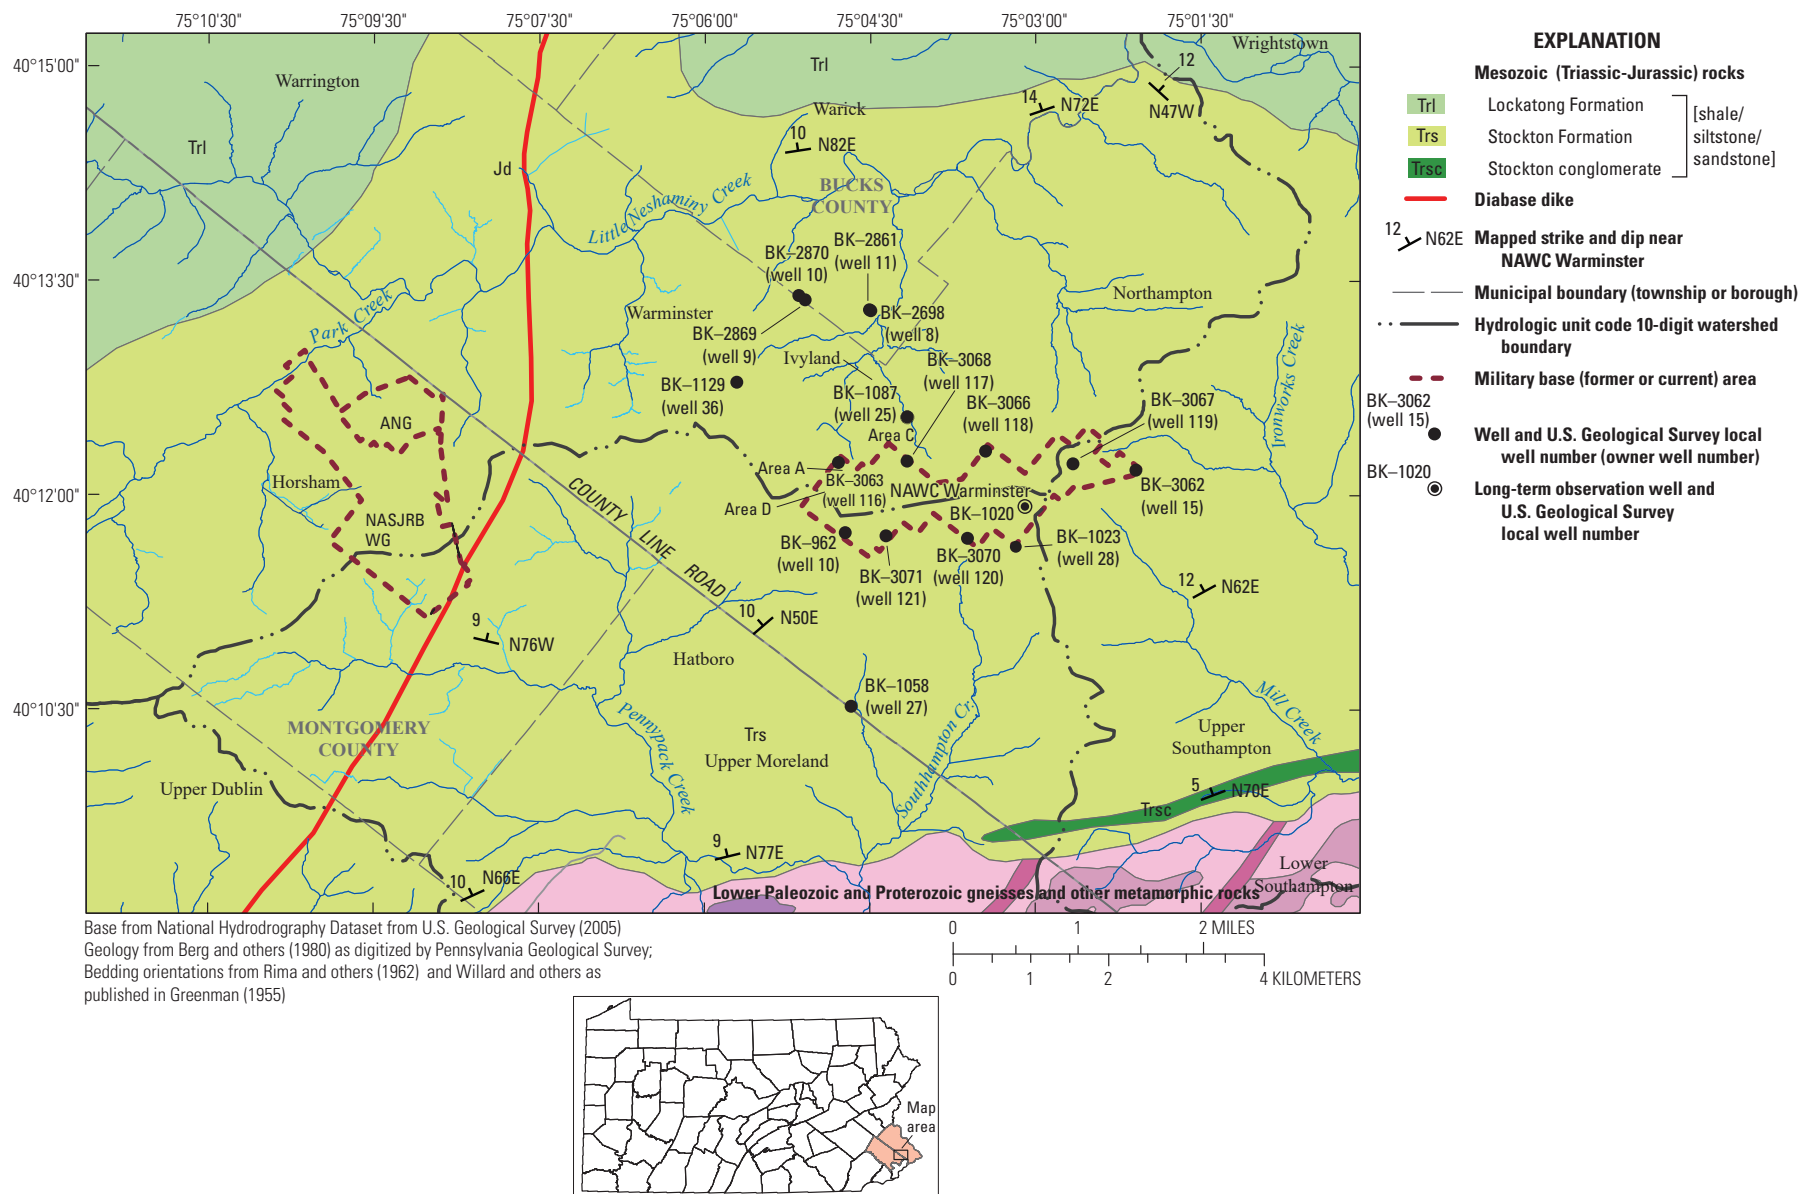 75°10'30" 75°09'30" 75°07'30" 75°06'00" 75°04'30" 75°03'00" 75°01'30"
40°15'00"
40°13'30"
40°12'00"
40°10'30"
Warrington
Trl
Trl
Wrightstown
12
N47W
14
N72E
Warick
10
N82E
Jd
Little Neshaminy Creek
BUCKS
COUNTY
BK–2870
(well 10)
BK–2861
(well 11)
Northampton
Park Creek
Warminster
BK–2869
(well 9)
BK–2698
(well 8)
Ivyland
BK–3068
(well 117)
BK–1129
(well 36)
BK–1087
(well 25)
BK–3066
(well 118)
BK–3067
(well 119)
Ironworks Creek
ANG
Area C
Area A
Horsham
BK–3063
(well 116)
NAWC Warminster
BK–3062
(well 15)
Area D
BK–1020
NASJRB
WG
COUNTY LINE ROAD
BK–962
(well 10)
BK–3071
(well 121)
BK–3070
(well 120)
BK–1023
(well 28)
12
N62E
10
N50E
9
N76W
Hatboro
BK–1058
(well 27)
Mill Creek
Pennypack Creek
Southhampton Cr.
MONTGOMERY
COUNTY
Trs
Upper Moreland
Upper
Southampton
Upper Dublin
5
N70E
Trsc
9
N77E
10
N66E
Lower
Southampton
Lower Paleozoic and Proterozoic gneisses and other metamorphic rocks
EXPLANATION
Mesozoic (Triassic-Jurassic) rocks
Trl Lockatong Formation
Trs Stockton Formation
Trsc Stockton conglomerate
[shale/
siltstone/
sandstone]
Diabase dike
12 N62E Mapped strike and dip near
NAWC Warminster
Municipal boundary (township or borough)
Hydrologic unit code 10-digit watershed
boundary
Military base (former or current) area
BK–3062
(well 15)
Well and U.S. Geological Survey local
well number (owner well number)
BK–1020
Long-term observation well and
U.S. Geological Survey
local well number
Base from National Hydrodrography Dataset from U.S. Geological Survey (2005)
Geology from Berg and others (1980) as digitized by Pennsylvania Geological Survey;
Bedding orientations from Rima and others (1962) and Willard and others as
published in Greenman (1955)
0 1 2 MILES
0 1 2 4 KILOMETERS
Map
area